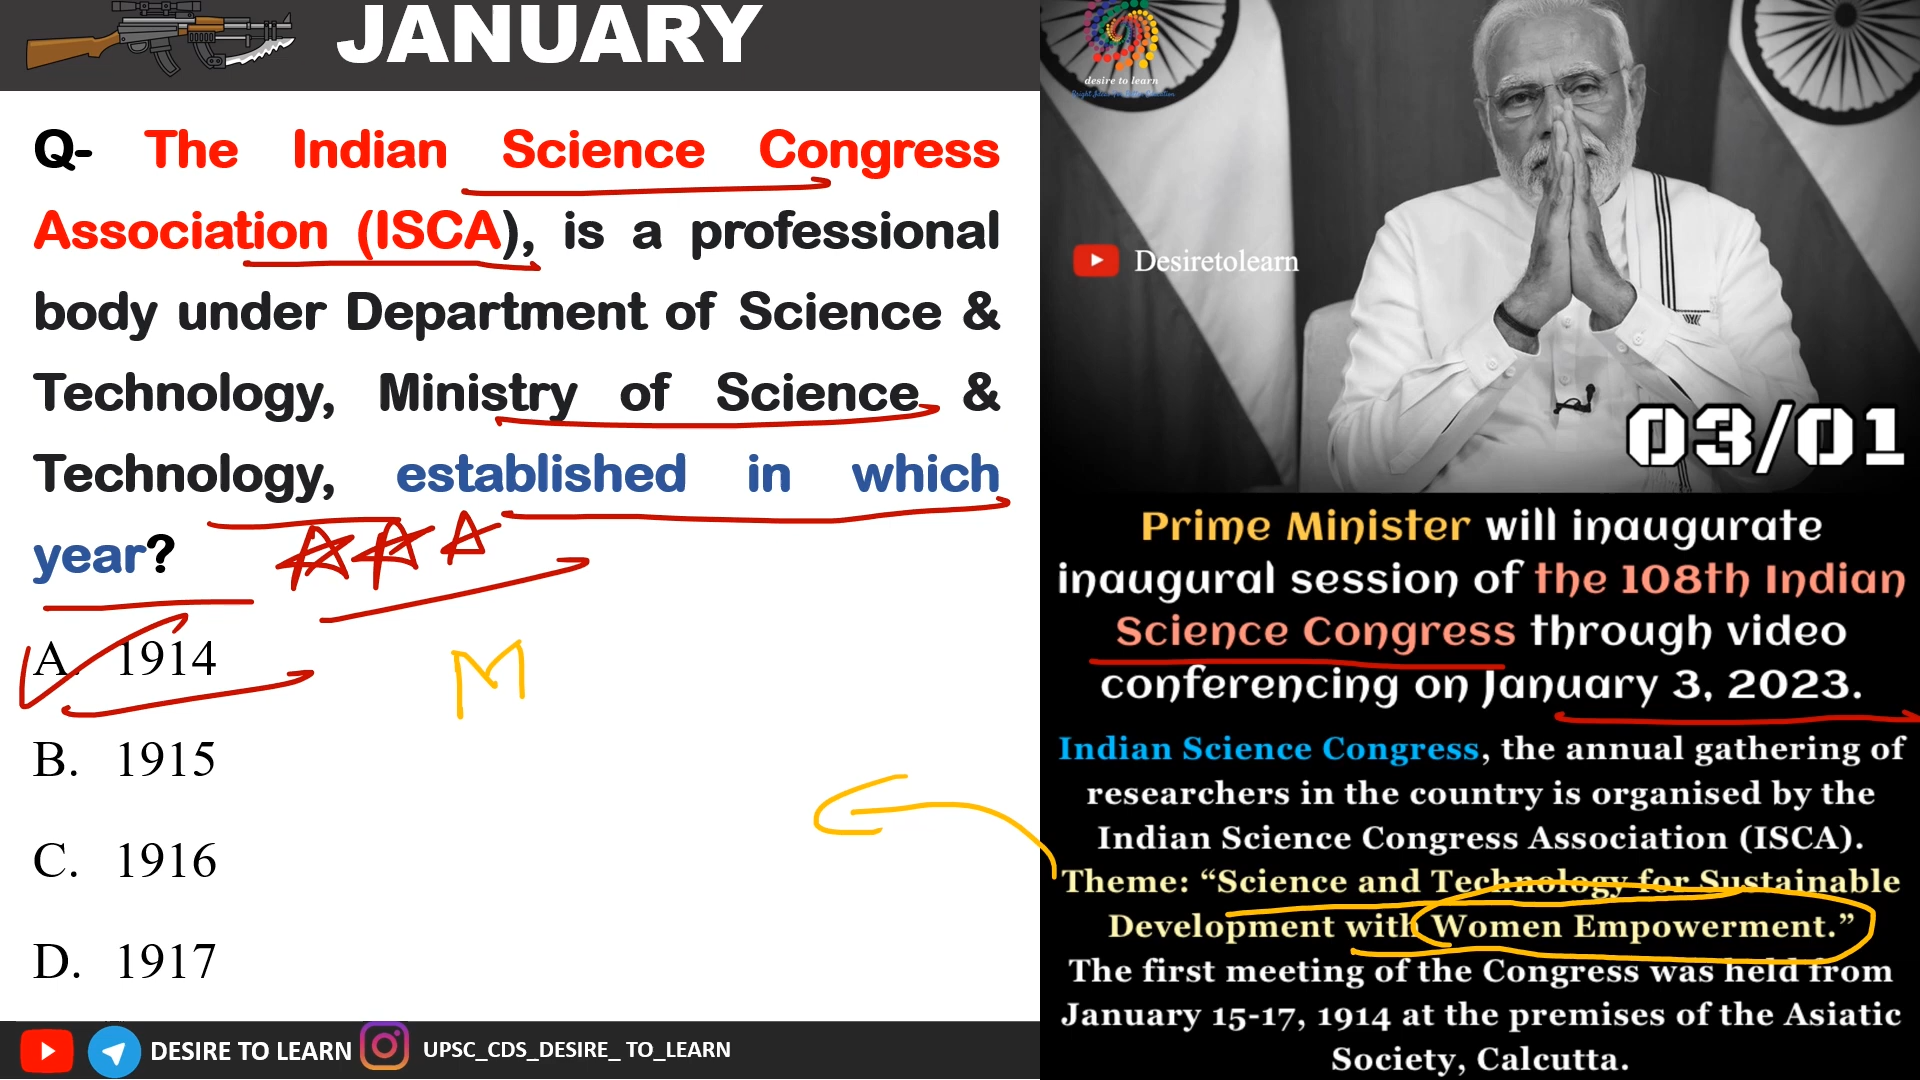 JANUARY
Q- The Indian Science Congress
Association (ISCA), is a professional
body under Department of Science &
Technology, Ministry of Science &
Technology, established in which
year?
M
A. 1914
B. 1915
C. 1916
D. 1917
DESIRE TO LEARN
UPSC_CDS_DESIRE_ TO_LEARN
desire to learn
Desiretolearn
03/01
Prime Minister will inaugurate
inaugural session of the 108th Indian
Science Congress through video
conferencing on January 3, 2023.
Indian Science Congress, the annual gathering of
researchers in the country is organised by the
Indian Science Congress Association (ISCA).
Theme: “Science and Technology for Sustainable
Development with Women Empowerment.”
The first meeting of the Congress was held from
January 15-17, 1914 at the premises of the Asiatic
Society, Calcutta.